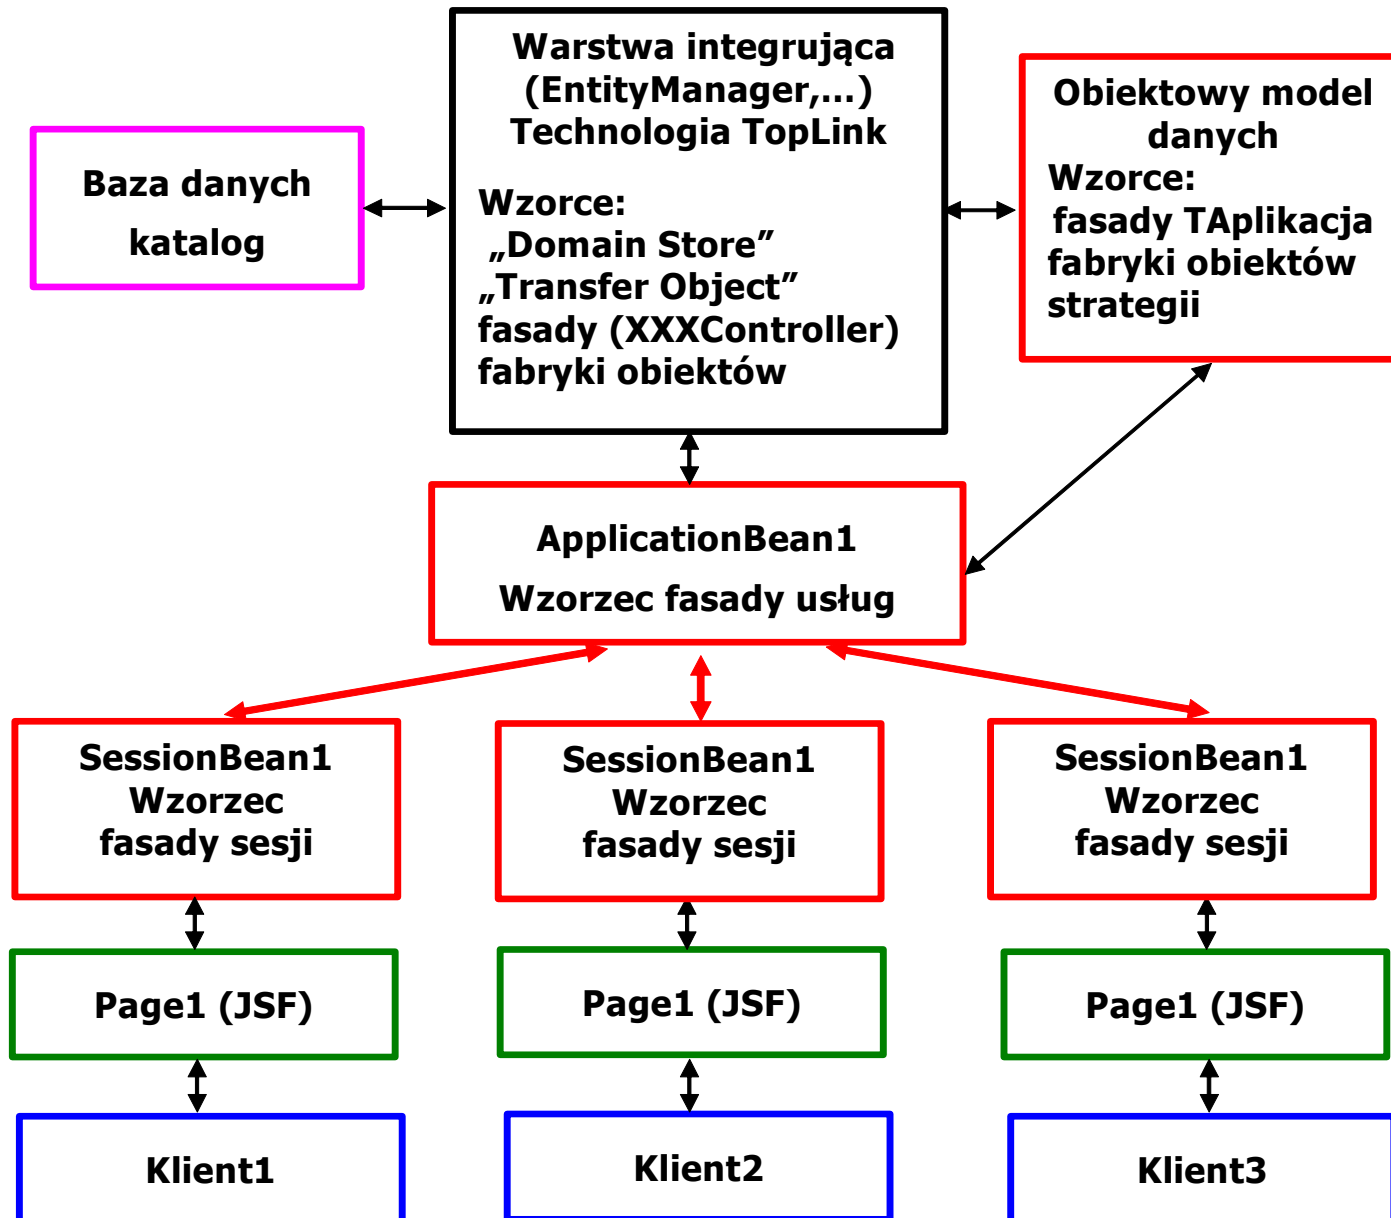 Warstwa integrująca
(EntityManager,...)
Technologia TopLink
Wzorce:
„Domain Store”
„Transfer Object”
fasady (XXXController)
fabryki obiektów
Obiektowy model
danych
Wzorce:
fasady TAplikacja
fabryki obiektów
strategii
Baza danych
katalog
ApplicationBean1
Wzorzec fasady usług
SessionBean1
Wzorzec
fasady sesji
SessionBean1
Wzorzec
fasady sesji
SessionBean1
Wzorzec
fasady sesji
Page1 (JSF)
Page1 (JSF)
Page1 (JSF)
Klient1
Klient2
Klient3